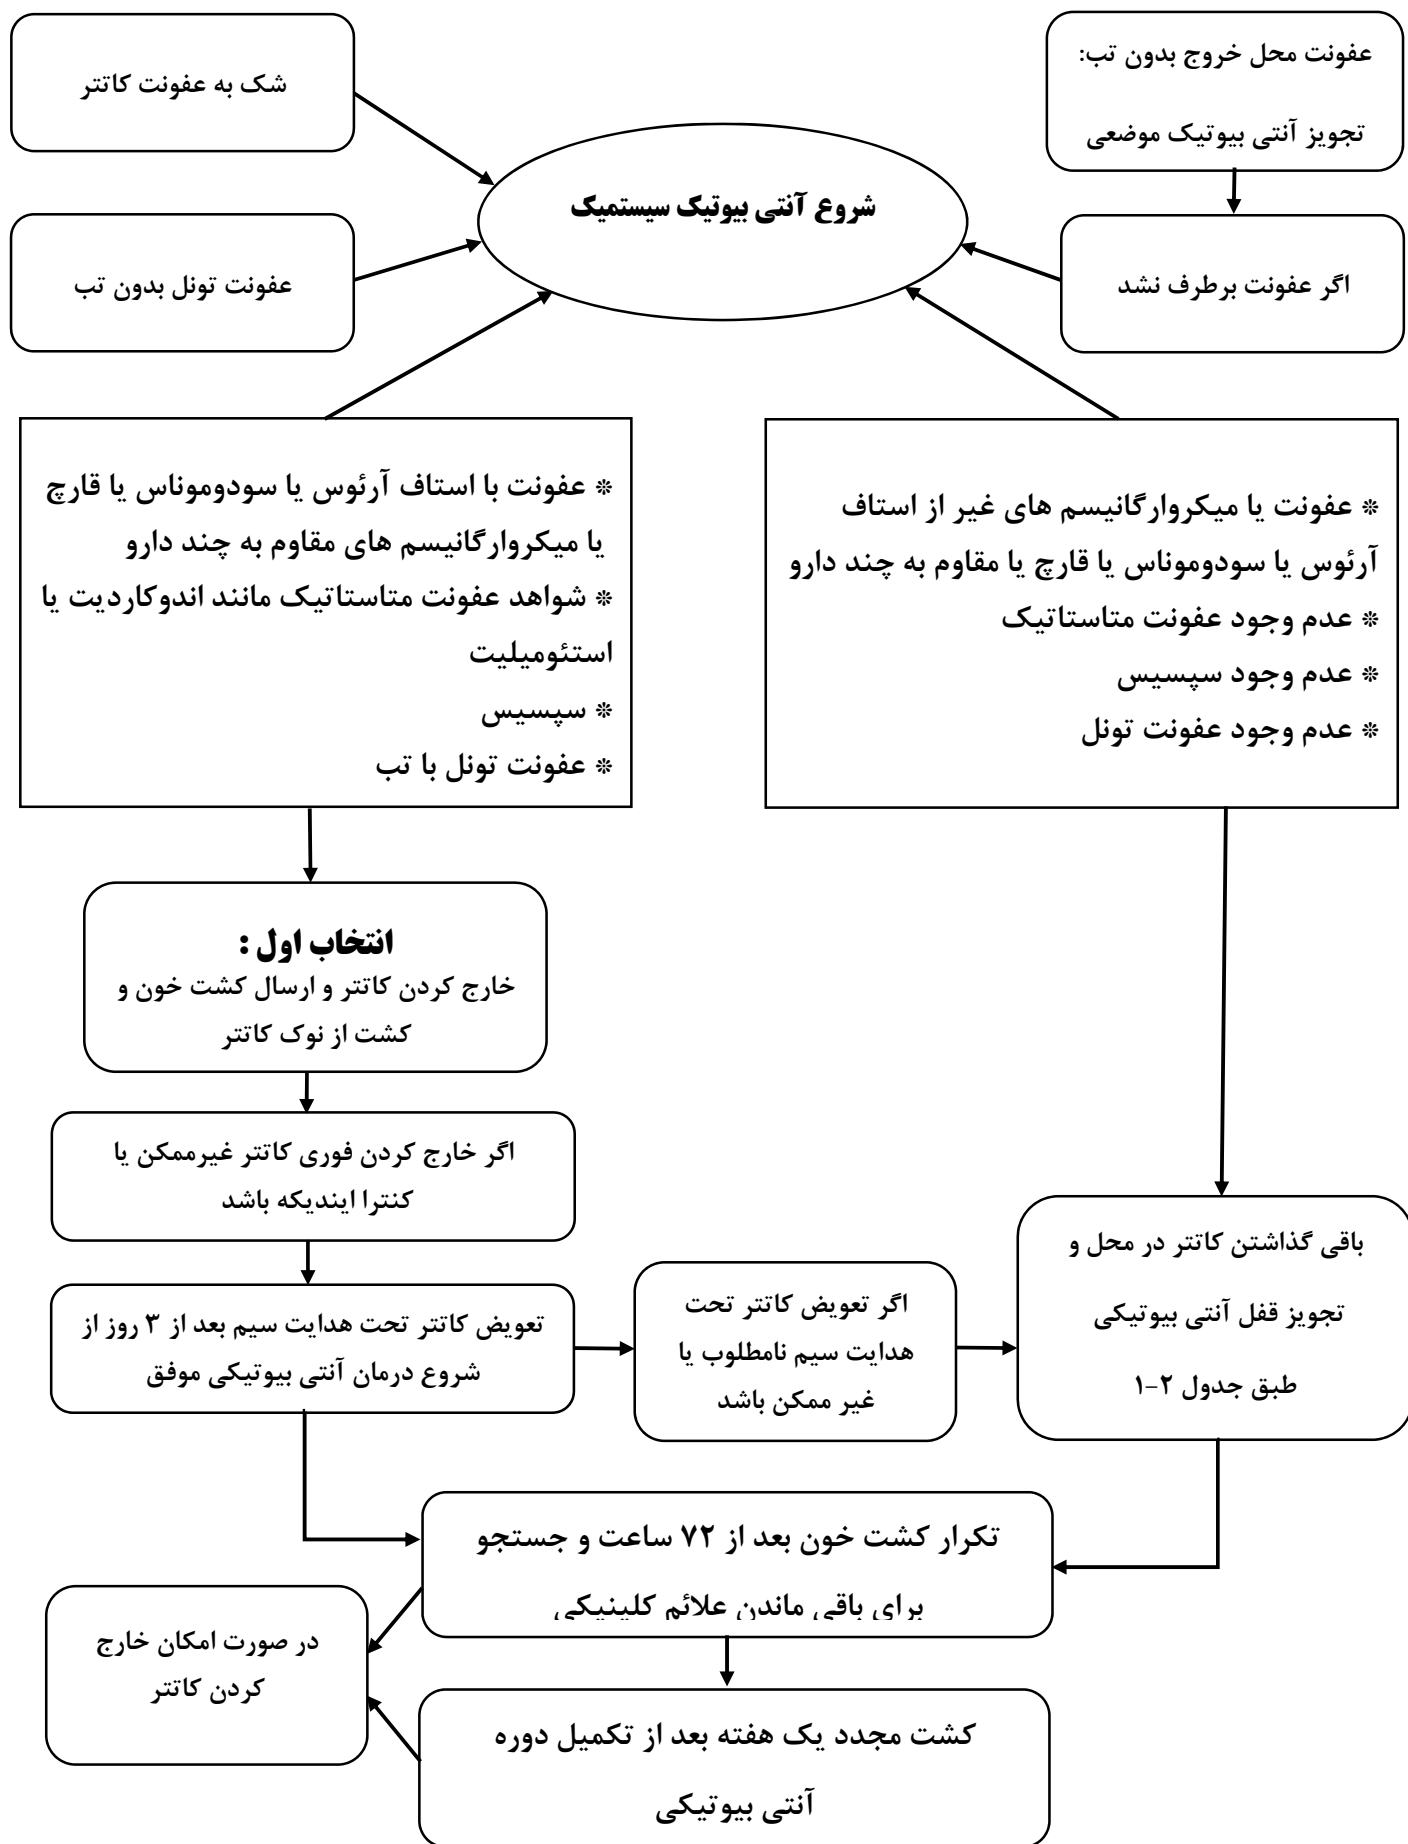 عفونت محل خروج بدون تب:
تجویز آنتی بیوتیک موضعی
شک به عفونت کاتتر
شروع آنتی بیوتیک سیستمیک
اگر عفونت برطرف نشد
عفونت تونل بدون تب
❊ عفونت یا میکروارگانیسم های غیر از استاف
آرئوس یا سودوموناس یا قارچ یا مقاوم به چند دارو
❊ عدم وجود عفونت متاستاتیک
❊ عدم وجود سپسیس
❊ عدم وجود عفونت تونل
❊ عفونت با استاف آرئوس یا سودوموناس یا قارچ
یا میکروارگانیسم های مقاوم به چند دارو
❊ شواهد عفونت متاستاتیک مانند اندوکاردیت یا
استئومیلیت
❊ سپسیس
❊ عفونت تونل با تب
انتخاب اول :
خارج کردن کاتتر و ارسال کشت خون و
کشت از نوک کاتتر
اگر خارج کردن فوری کاتتر غیرممکن یا
کنترا ایندیکه باشد
باقی گذاشتن کاتتر در محل و
تجویز قفل آنتی بیوتیکی
طبق جدول ۲-۱
اگر تعویض کاتتر تحت
هدایت سیم نامطلوب یا
غیر ممکن باشد
تعویض کاتتر تحت هدایت سیم بعد از ۳ روز از
شروع درمان آنتی بیوتیکی موفق
تکرار کشت خون بعد از ۷۲ ساعت و جستجو
برای باقی ماندن علائم کلینیکی
در صورت امکان خارج
کردن کاتتر
کشت مجدد یک هفته بعد از تکمیل دوره
آنتی بیوتیکی